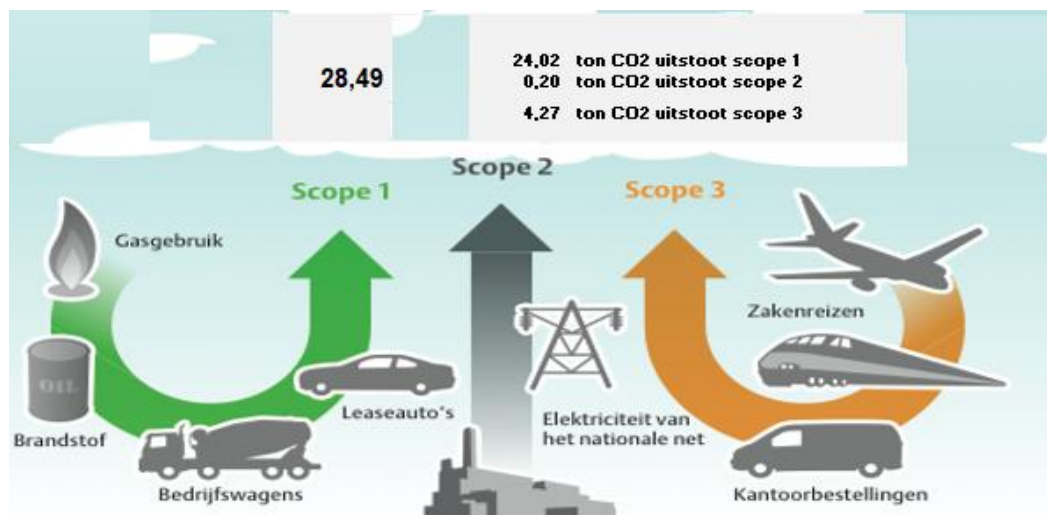 28,49
24,02 ton CO2 uitstoot scope 1
0,20 ton CO2 uitstoot scope 2
4,27 ton CO2 uitstoot scope 3
Scope 1
Scope 2
Scope 3
Gasgebruik
Zakenreizen
OIL
Leaseauto's
Elektriciteit van
het nationale net
Brandstof
Bedrijfswagens
Kantoorbestellingen